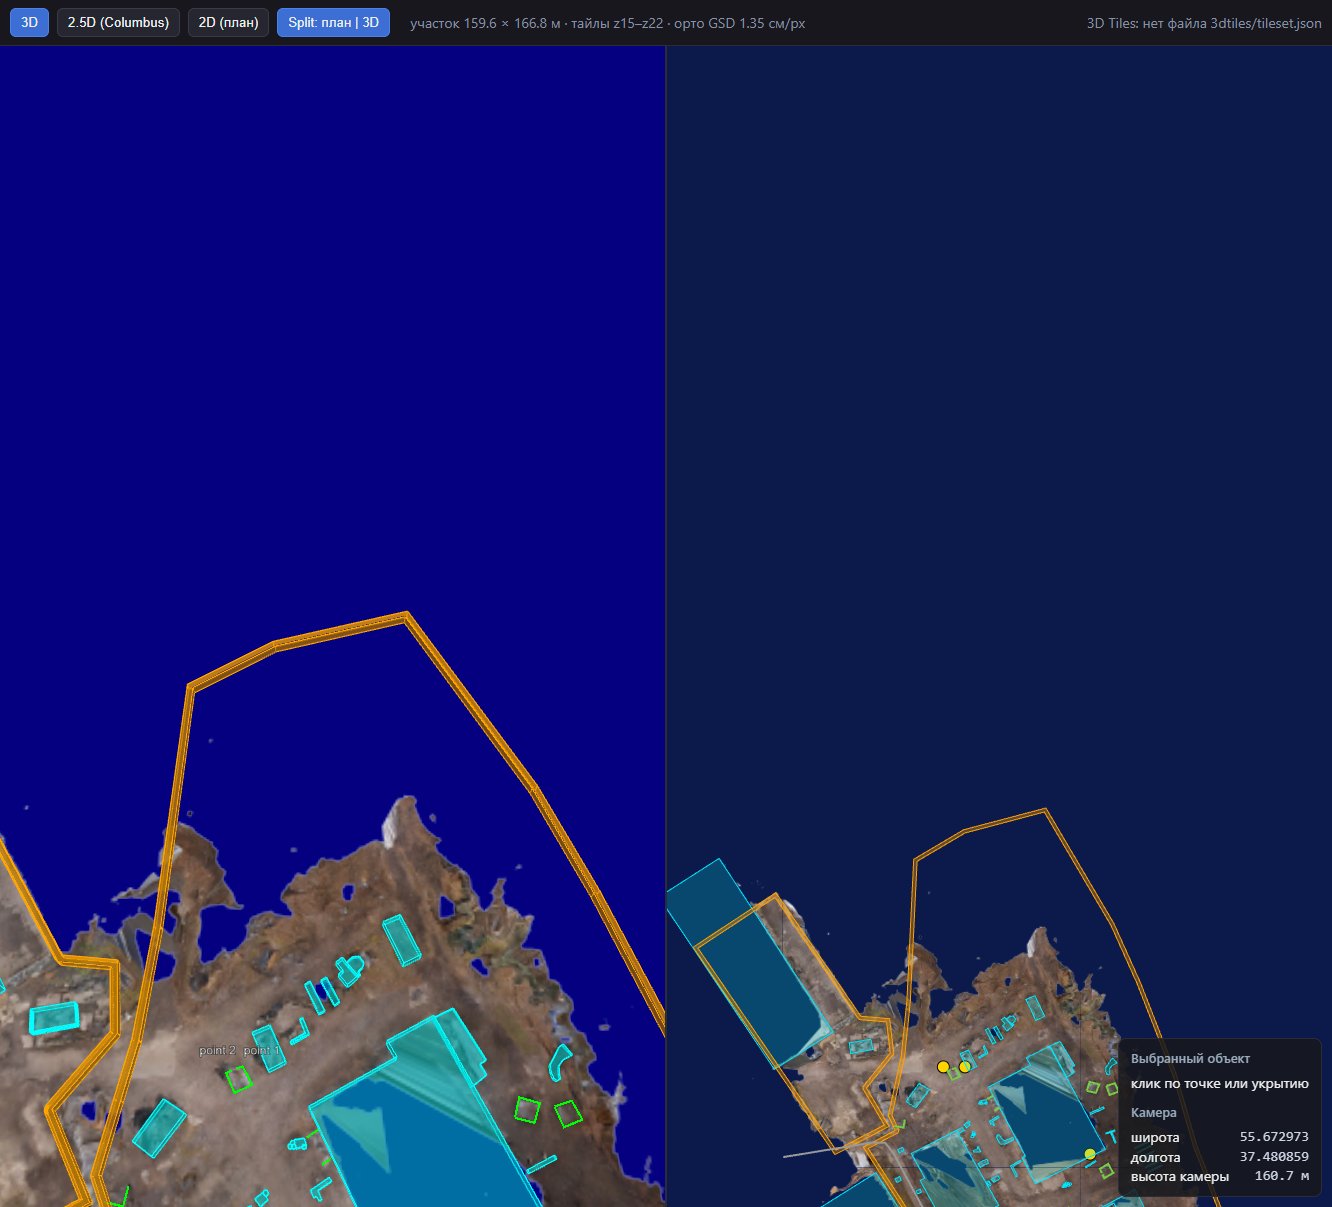 3D
2.5D (Columbus)
2D (план)
Split: план | 3D
участок 159.6 × 166.8 м · тайлы z15–z22 · орто GSD 1.35 см/px
3D Tiles: нет файла 3dtiles/tileset.json
point 2 point 1
Выбранный объект
клик по точке или укрытию
Камера
широта 55.672973
долгота 37.480859
высота камеры 160.7 м